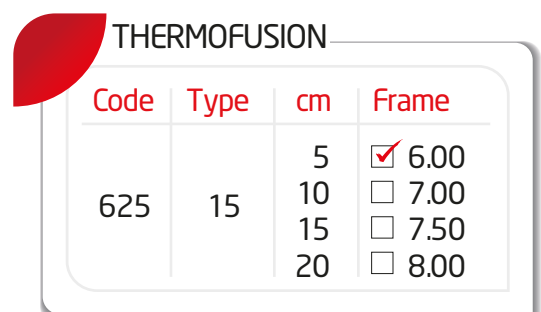 THERMOFUSION
Code Type cm Frame
5 ☑ 6.00
10 ☐ 7.00
625 15
15 ☐ 7.50
20 ☐ 8.00